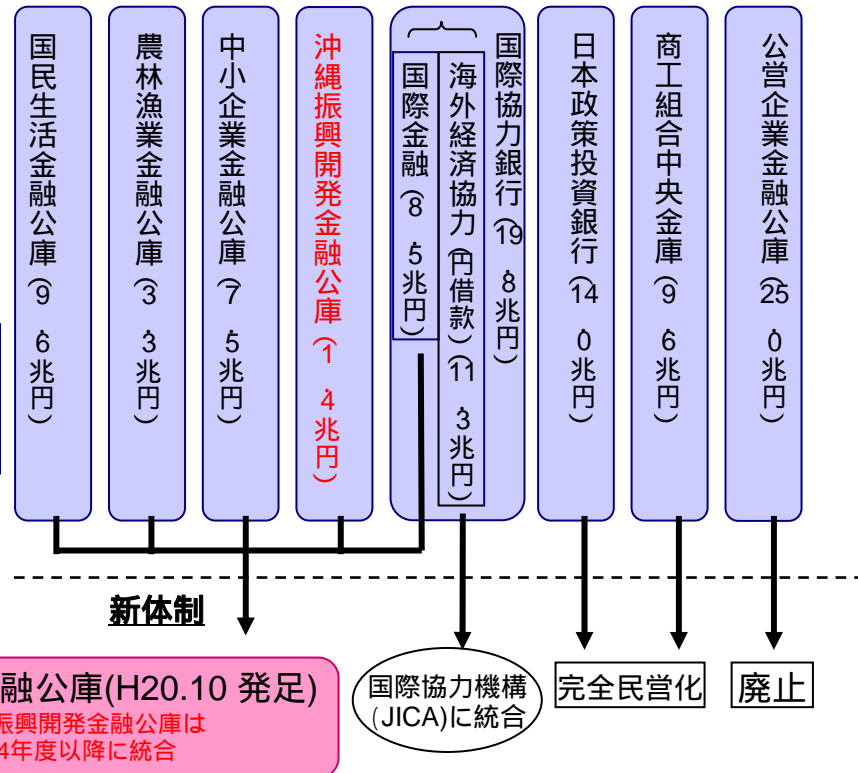 国民生活金融公庫(9.6兆円)
農林漁業金融公庫(3.3兆円)
中小企業金融公庫(7.5兆円)
沖縄振興開発金融公庫(1.4兆円)
国際金融(8.5兆円)
海外経済協力(円借款)(11.3兆円)
国際協力銀行(19.8兆円)
日本政策投資銀行(14.0兆円)
商工組合中央金庫(9.6兆円)
公営企業金融公庫(25.0兆円)
新体制
融公庫(H20.10 発足)
振興開発金融公庫は
4年度以降に統合
国際協力機構
(JICA)に統合
完全民営化
廃止